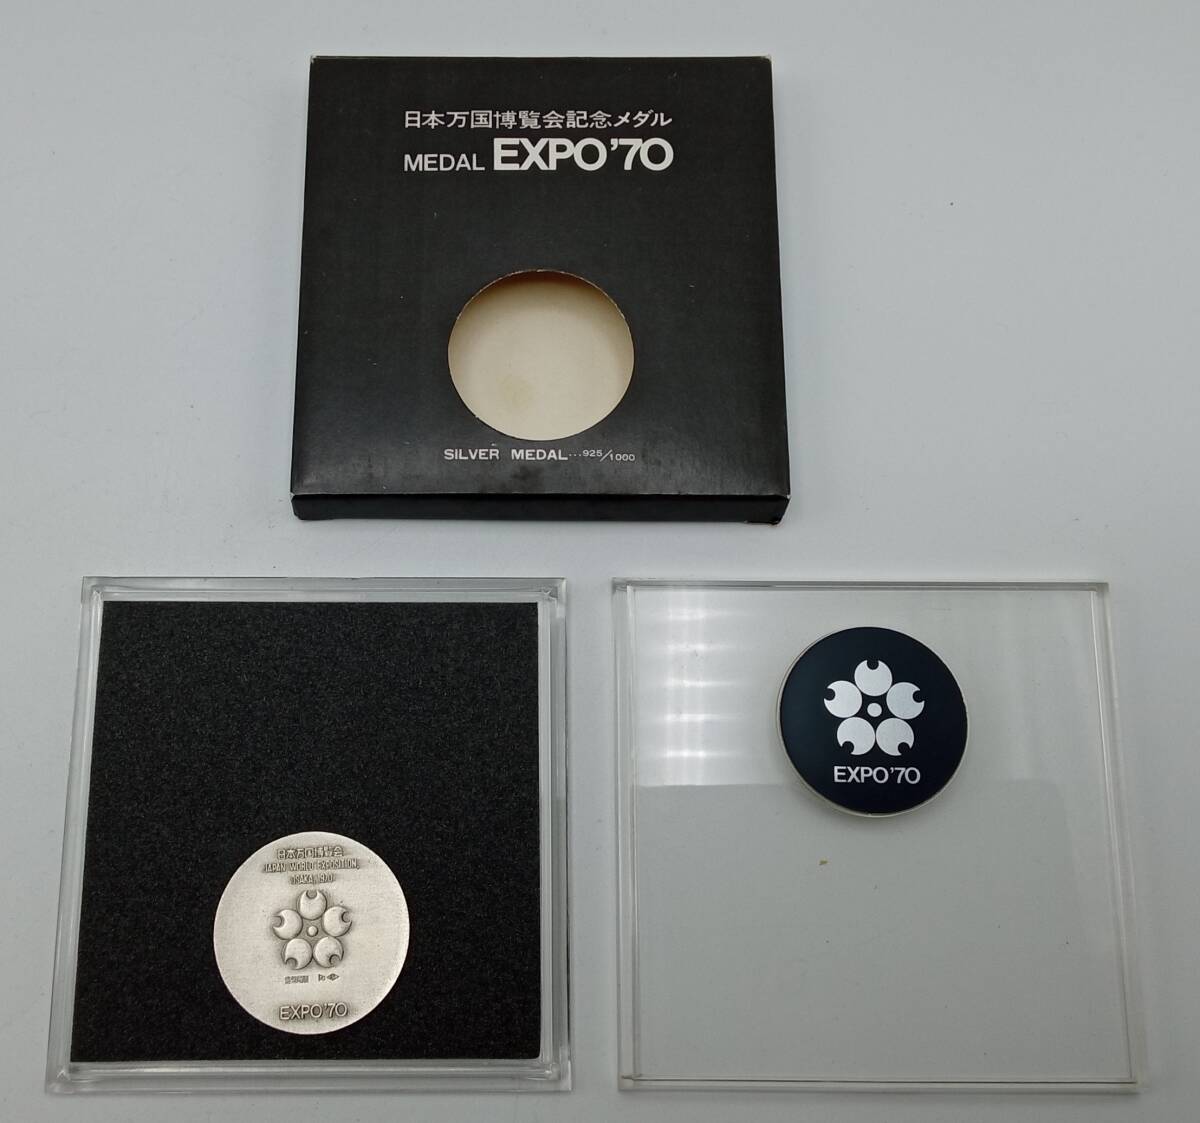 日本万国博覧会記念メダル
MEDAL EXPO'70
SILVER MEDAL...925/1000
日本万国博覧会
JAPAN WORLD EXPOSITION,
OSAKA, 1970
EXPO'70
EXPO'70